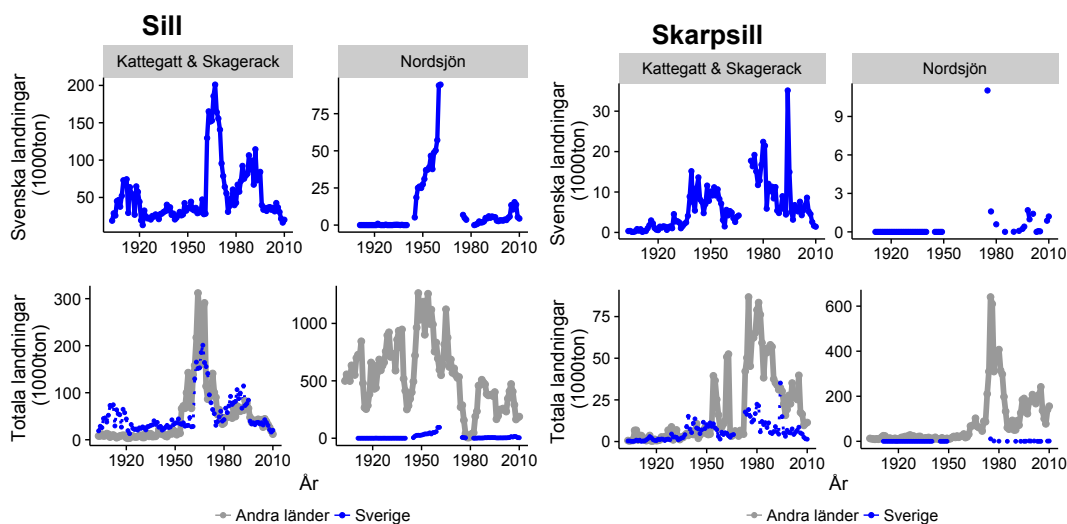 Sill
Skarpsill
Kattegatt & Skagerack
Nordsjön
Kattegatt & Skagerack
Nordsjön
Svenska landningar
(1000ton)
200
150
100
50
1920 1950 1980 2010
75
50
25
0
1920 1950 1980 2010
Svenska landningar
(1000ton)
30
20
10
0
1920 1950 1980 2010
9
6
3
0
1920 1950 1980 2010
Totala landningar
(1000ton)
300
200
100
0
1920 1950 1980 2010
1000
500
0
1920 1950 1980 2010
År
Andra länder Sverige
Totala landningar
(1000ton)
75
50
25
0
1920 1950 1980 2010
600
400
200
0
1920 1950 1980 2010
År
Andra länder Sverige